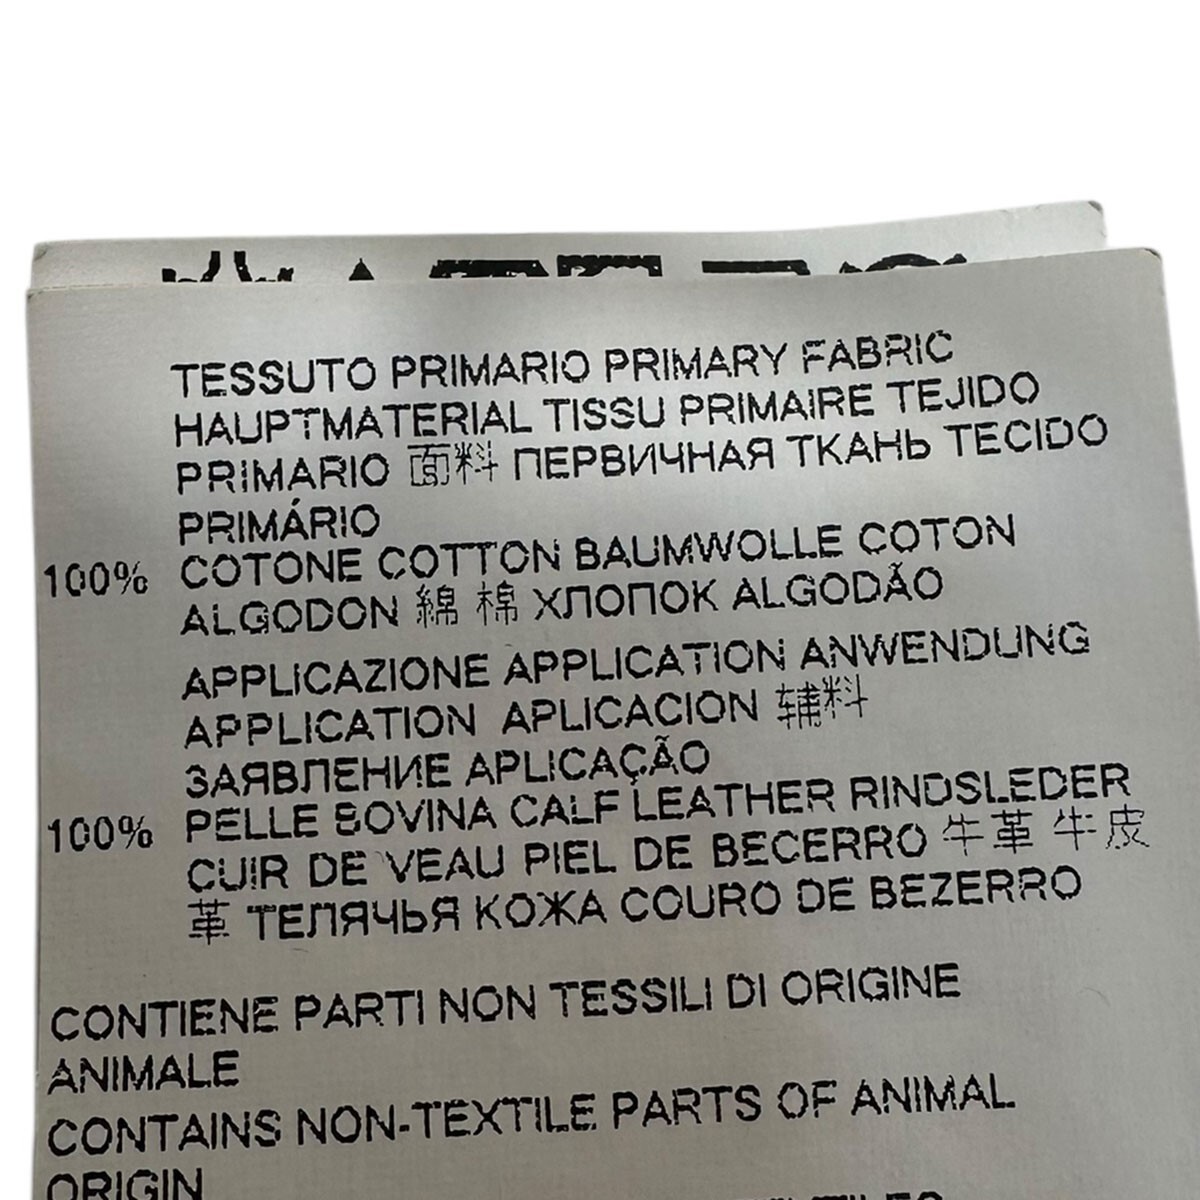 TESSUTO PRIMARIO PRIMARY FABRIC
HAUPTMATERIAL TISSU PRIMAIRE TEJIDO
PRIMARIO 面料 ПЕРВИЧНАЯ ТКАНЬ TECIDO
PRIMÁRIO
100% COTONE COTTON BAUMWOLLE COTON
ALGODON 綿 棉 ХЛОПОК ALGODÃO
APPLICAZIONE APPLICATION ANWENDUNG
APPLICATION APLICACION 辅料
ЗАЯВЛЕНИЕ APLICAÇÃO
100% PELLE BOVINA CALF LEATHER RINDSLEDER
CUIR DE VEAU PIEL DE BECERRO 牛革 牛皮
革 ТЕЛЯЧЬЯ КОЖА COURO DE BEZERRO
CONTIENE PARTI NON TESSILI DI ORIGINE
ANIMALE
CONTAINS NON-TEXTILE PARTS OF ANIMAL
ORIGIN